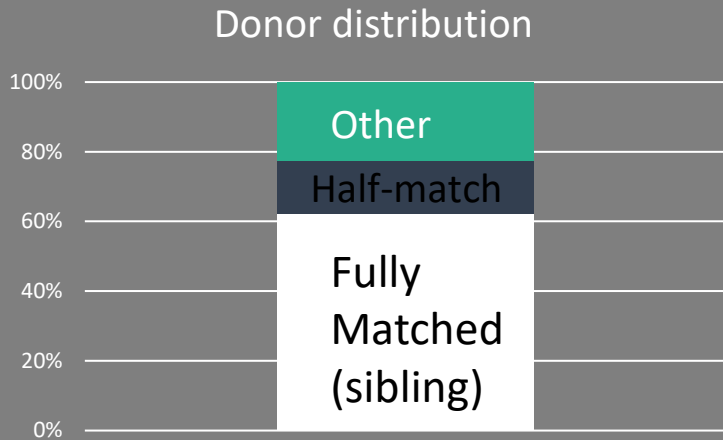 Donor distribution
100%
Other
80%
Half-match
60%
Fully
Matched
(sibling)
40%
20%
0%